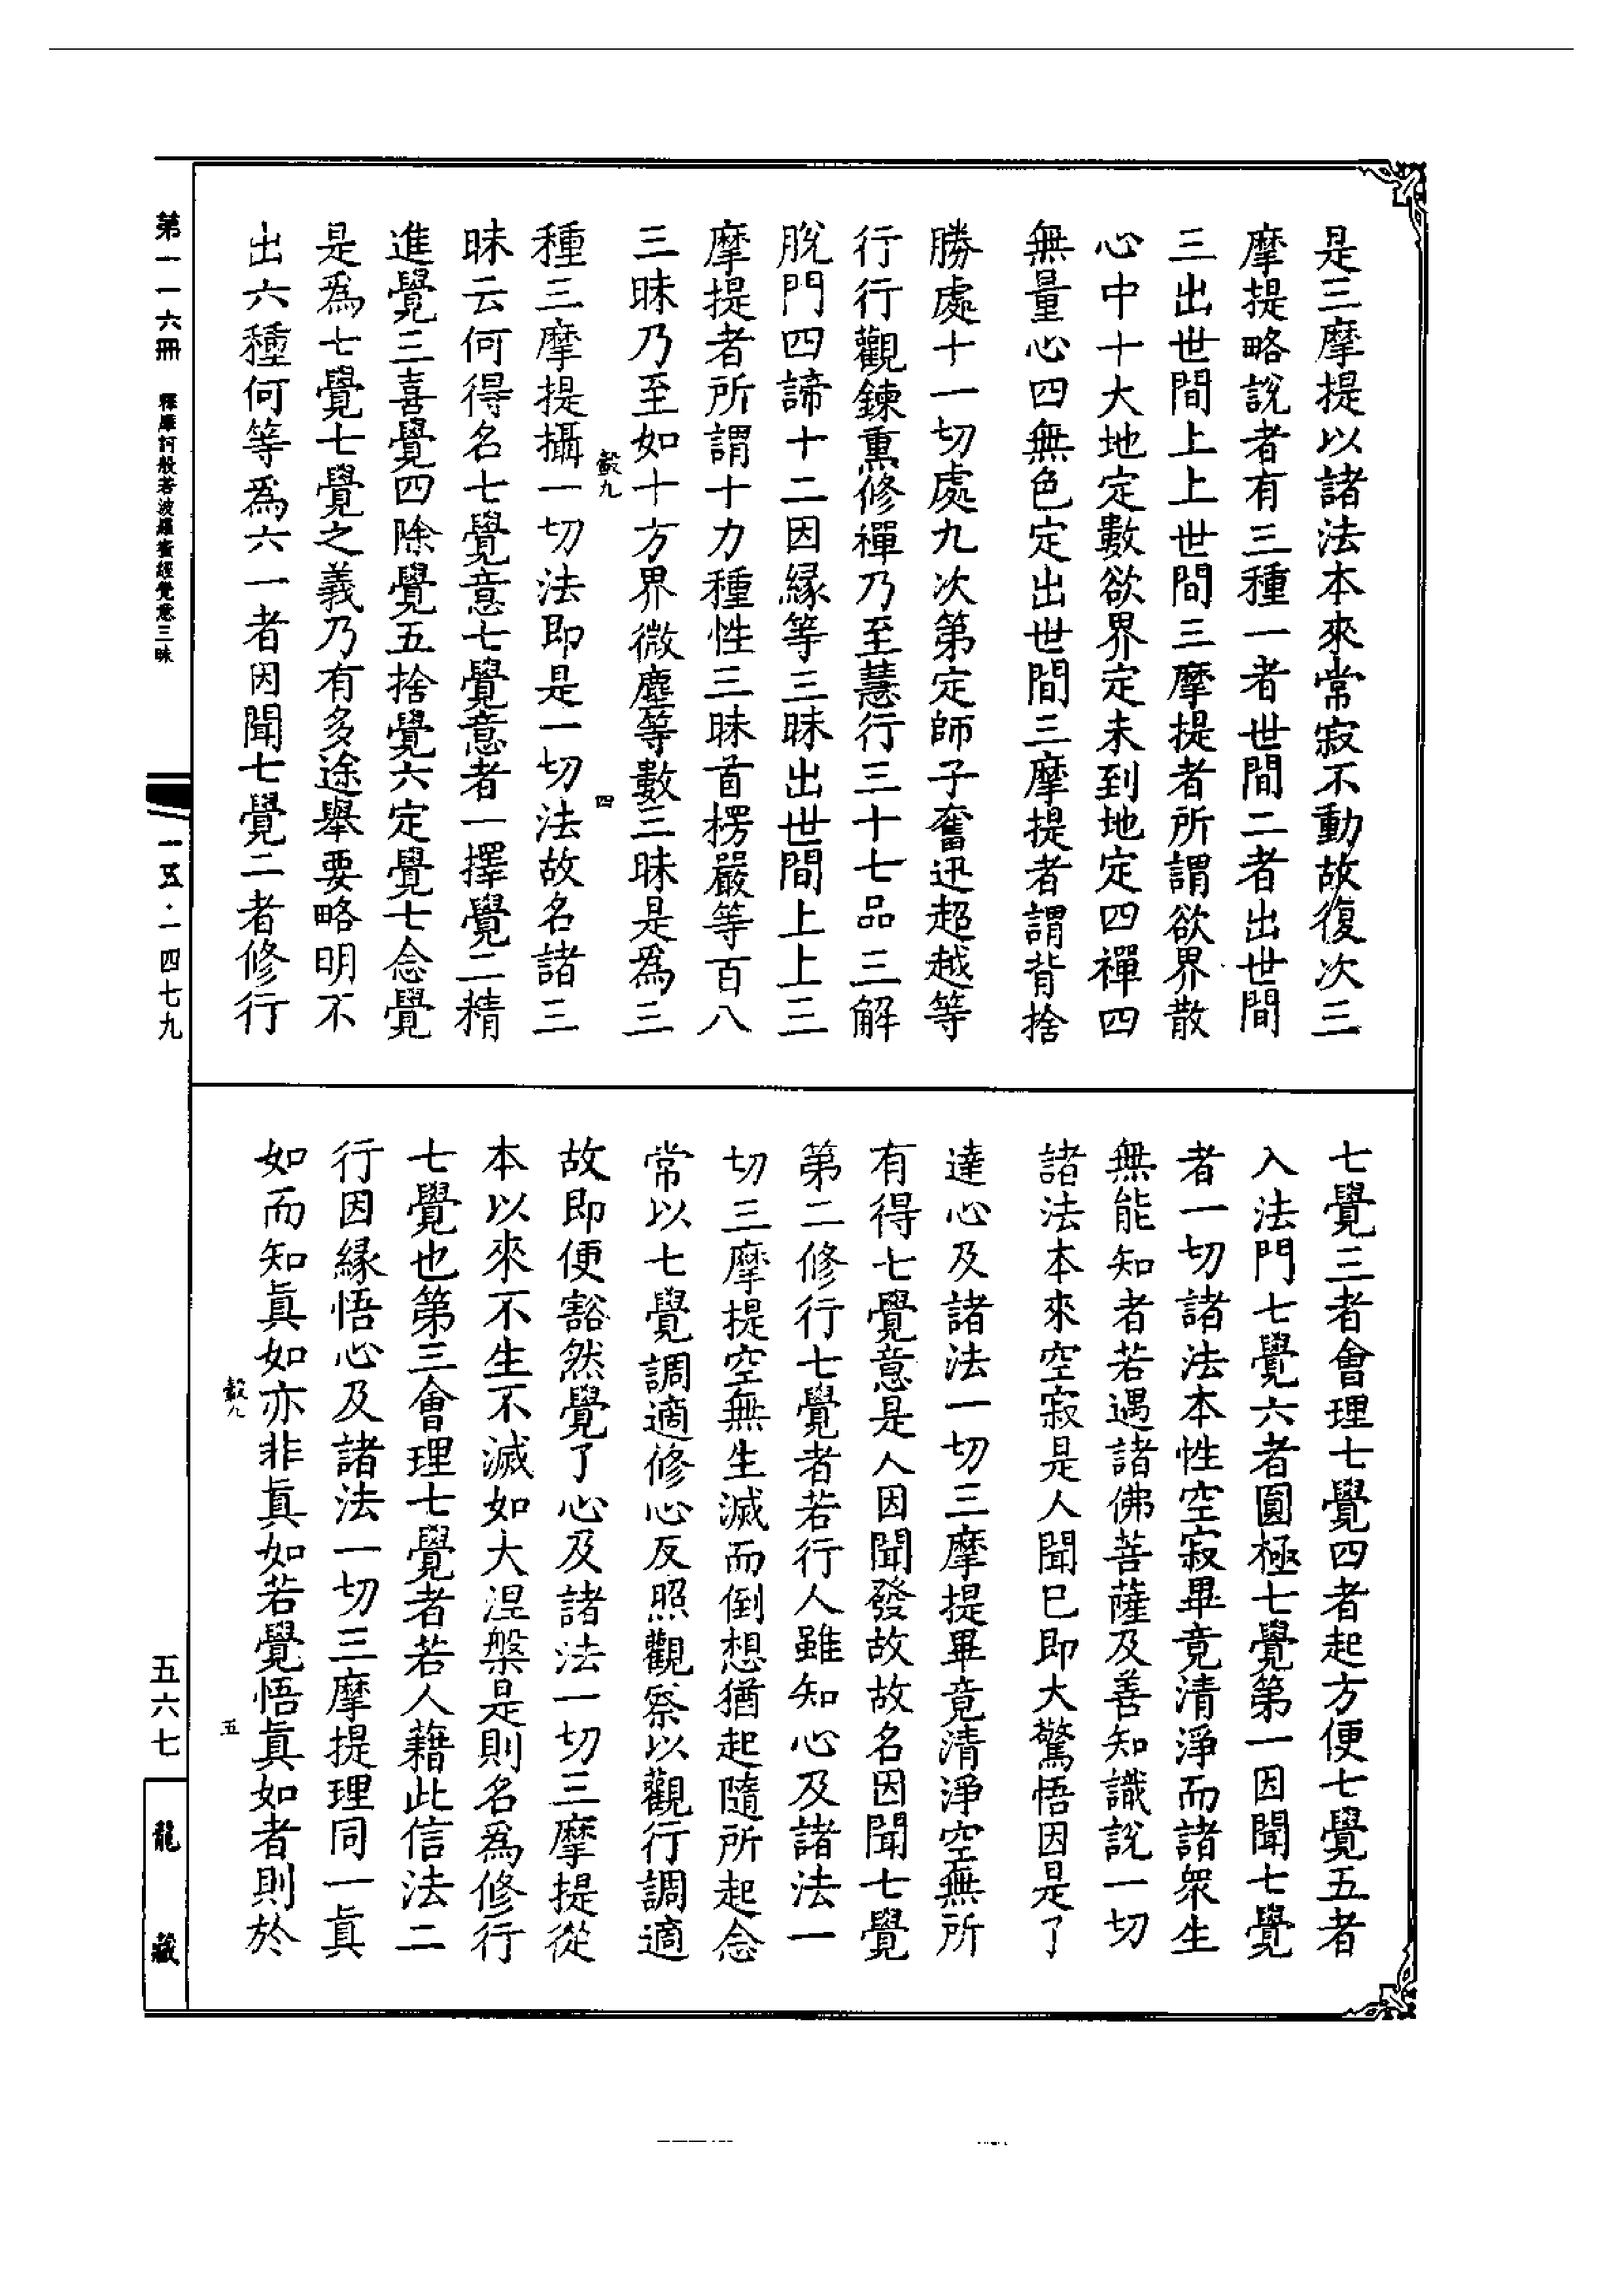 是三摩提以諸法本來常寂不動故復次三
摩提略說者有三種一者世間二者出世間
三出世間上上世間三摩提者所謂欲界散
心中十大地定數欲界定未到地定四禪四
無量心四無色定出世間三摩提者謂背捨
勝處十一切處九次第定師子奮迅超越等
行行觀鍊熏修禪乃至慧行三十七品三解
脫門四諦十二因緣等三昧出世間上上三
摩提者所謂十力種性三昧首楞嚴等百八
三昧乃至如十方界微塵等數三昧是為三
穀九
四
種三摩提攝一切法即是一切法故名諸三
昧云何得名七覺意七覺意者一擇覺二精
進覺三喜覺四除覺五捨覺六定覺七念覺
是為七覺七覺之義乃有多途舉要略明不
出六種何等為六一者因聞七覺二者修行
七覺三者會理七覺四者起方便七覺五者
入法門七覺六者圓極七覺第一因聞七覺
者一切諸法本性空寂畢竟清淨而諸眾生
無能知者若遇諸佛菩薩及善知識說一切
諸法本來空寂是人聞已即大驚悟因是了
達心及諸法一切三摩提畢竟清淨空無所
有得七覺意是人因聞發故故名因聞七覺
第二修行七覺者若行人雖知心及諸法一
切三摩提空無生滅而倒想猶起隨所起念
常以七覺調適修心反照觀察以觀行調適
故即便豁然覺了心及諸法一切三摩提從
本以來不生不滅如大涅槃是則名為修行
七覺也第三會理七覺者若人藉此信法二
行因緣悟心及諸法一切三摩提理同一真
如而知真如亦非真如若覺悟真如者則於
穀九
五
第一一六冊 釋摩訶般若波羅蜜經覺意三昧
一五·一四七九
五六七
龍藏